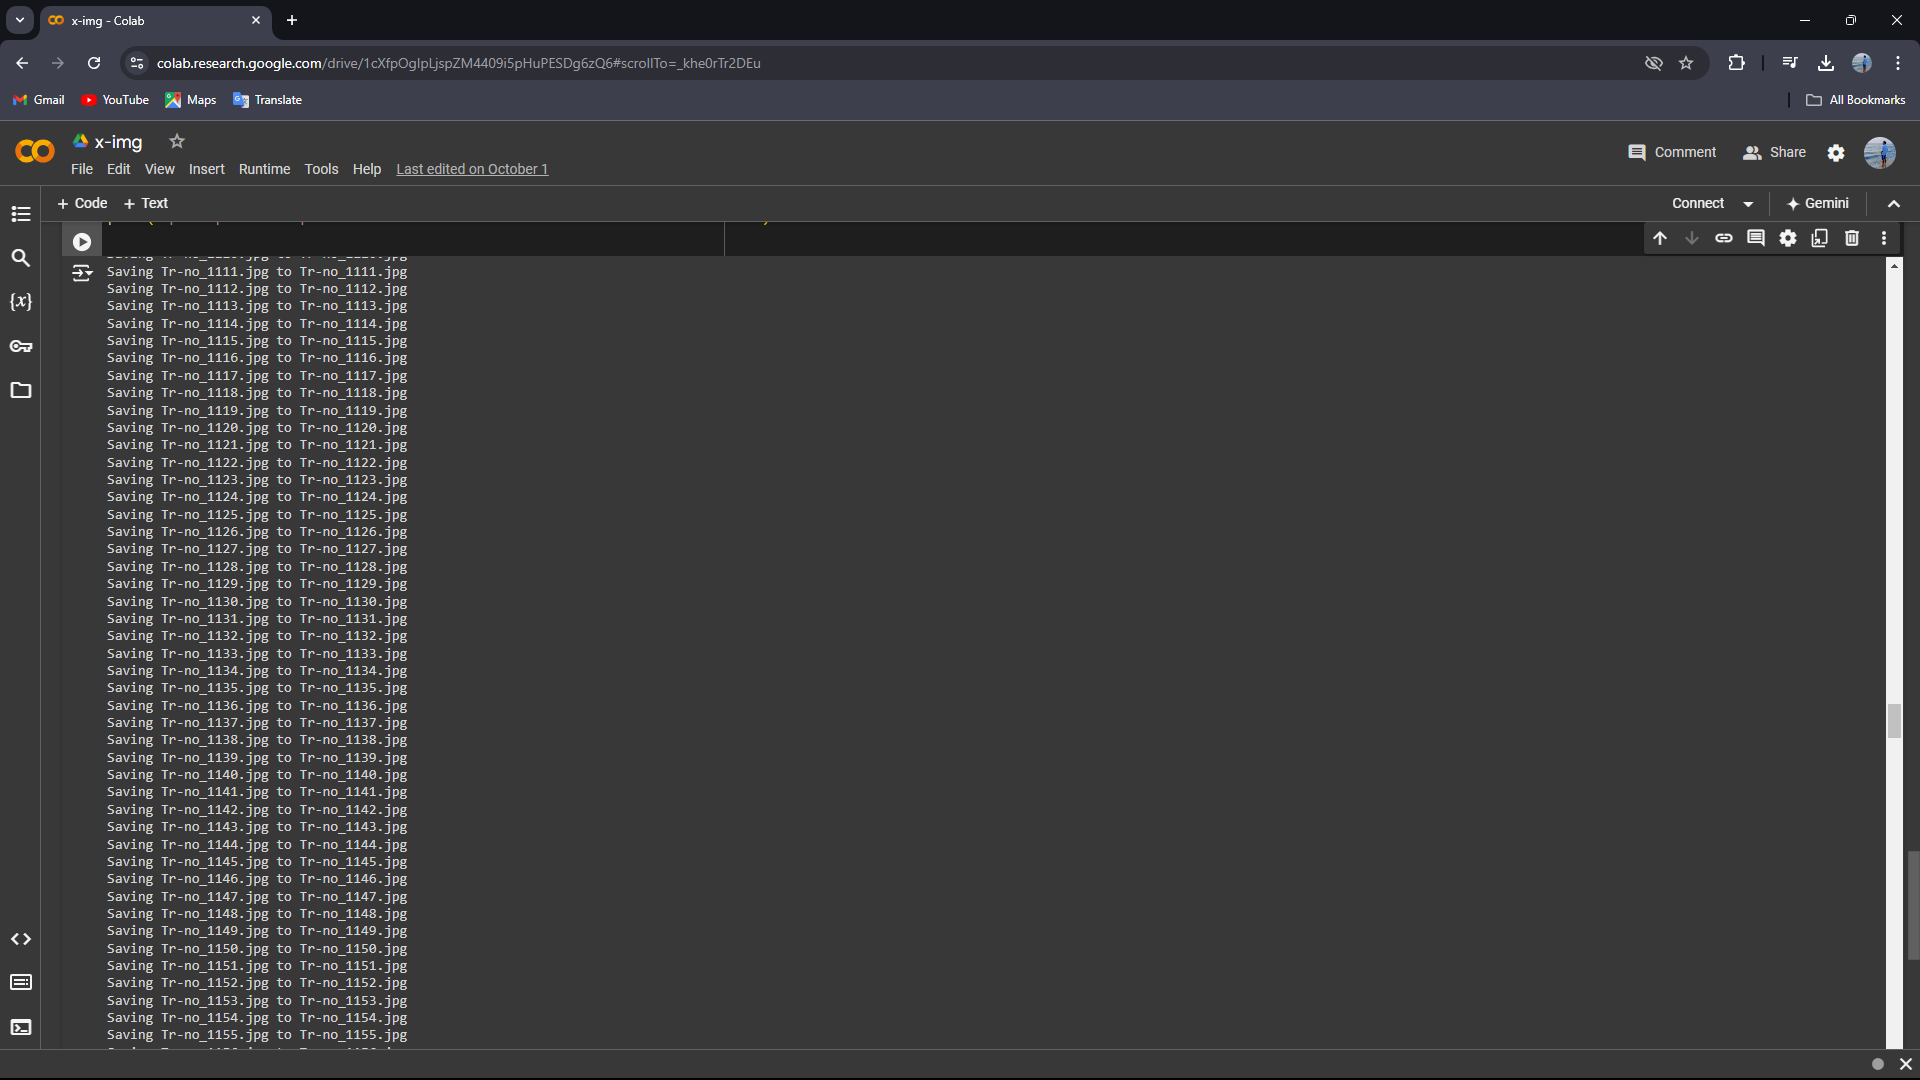 x-img - Colab
colab.research.google.com/drive/1cXfpOgIpLjspZM4409i5pHuPESDg6zQ6#scrollTo=_khe0rTr2DEu
Gmail YouTube Maps Translate All Bookmarks
x-img
Comment Share
File Edit View Insert Runtime Tools Help Last edited on October 1
+ Code + Text Connect Gemini
{x}
Saving Tr-no_1111.jpg to Tr-no_1111.jpg
Saving Tr-no_1112.jpg to Tr-no_1112.jpg
Saving Tr-no_1113.jpg to Tr-no_1113.jpg
Saving Tr-no_1114.jpg to Tr-no_1114.jpg
Saving Tr-no_1115.jpg to Tr-no_1115.jpg
Saving Tr-no_1116.jpg to Tr-no_1116.jpg
Saving Tr-no_1117.jpg to Tr-no_1117.jpg
Saving Tr-no_1118.jpg to Tr-no_1118.jpg
Saving Tr-no_1119.jpg to Tr-no_1119.jpg
Saving Tr-no_1120.jpg to Tr-no_1120.jpg
Saving Tr-no_1121.jpg to Tr-no_1121.jpg
Saving Tr-no_1122.jpg to Tr-no_1122.jpg
Saving Tr-no_1123.jpg to Tr-no_1123.jpg
Saving Tr-no_1124.jpg to Tr-no_1124.jpg
Saving Tr-no_1125.jpg to Tr-no_1125.jpg
Saving Tr-no_1126.jpg to Tr-no_1126.jpg
Saving Tr-no_1127.jpg to Tr-no_1127.jpg
Saving Tr-no_1128.jpg to Tr-no_1128.jpg
Saving Tr-no_1129.jpg to Tr-no_1129.jpg
Saving Tr-no_1130.jpg to Tr-no_1130.jpg
Saving Tr-no_1131.jpg to Tr-no_1131.jpg
Saving Tr-no_1132.jpg to Tr-no_1132.jpg
Saving Tr-no_1133.jpg to Tr-no_1133.jpg
Saving Tr-no_1134.jpg to Tr-no_1134.jpg
Saving Tr-no_1135.jpg to Tr-no_1135.jpg
Saving Tr-no_1136.jpg to Tr-no_1136.jpg
Saving Tr-no_1137.jpg to Tr-no_1137.jpg
Saving Tr-no_1138.jpg to Tr-no_1138.jpg
Saving Tr-no_1139.jpg to Tr-no_1139.jpg
Saving Tr-no_1140.jpg to Tr-no_1140.jpg
Saving Tr-no_1141.jpg to Tr-no_1141.jpg
Saving Tr-no_1142.jpg to Tr-no_1142.jpg
Saving Tr-no_1143.jpg to Tr-no_1143.jpg
Saving Tr-no_1144.jpg to Tr-no_1144.jpg
Saving Tr-no_1145.jpg to Tr-no_1145.jpg
Saving Tr-no_1146.jpg to Tr-no_1146.jpg
Saving Tr-no_1147.jpg to Tr-no_1147.jpg
Saving Tr-no_1148.jpg to Tr-no_1148.jpg
Saving Tr-no_1149.jpg to Tr-no_1149.jpg
Saving Tr-no_1150.jpg to Tr-no_1150.jpg
Saving Tr-no_1151.jpg to Tr-no_1151.jpg
Saving Tr-no_1152.jpg to Tr-no_1152.jpg
Saving Tr-no_1153.jpg to Tr-no_1153.jpg
Saving Tr-no_1154.jpg to Tr-no_1154.jpg
Saving Tr-no_1155.jpg to Tr-no_1155.jpg